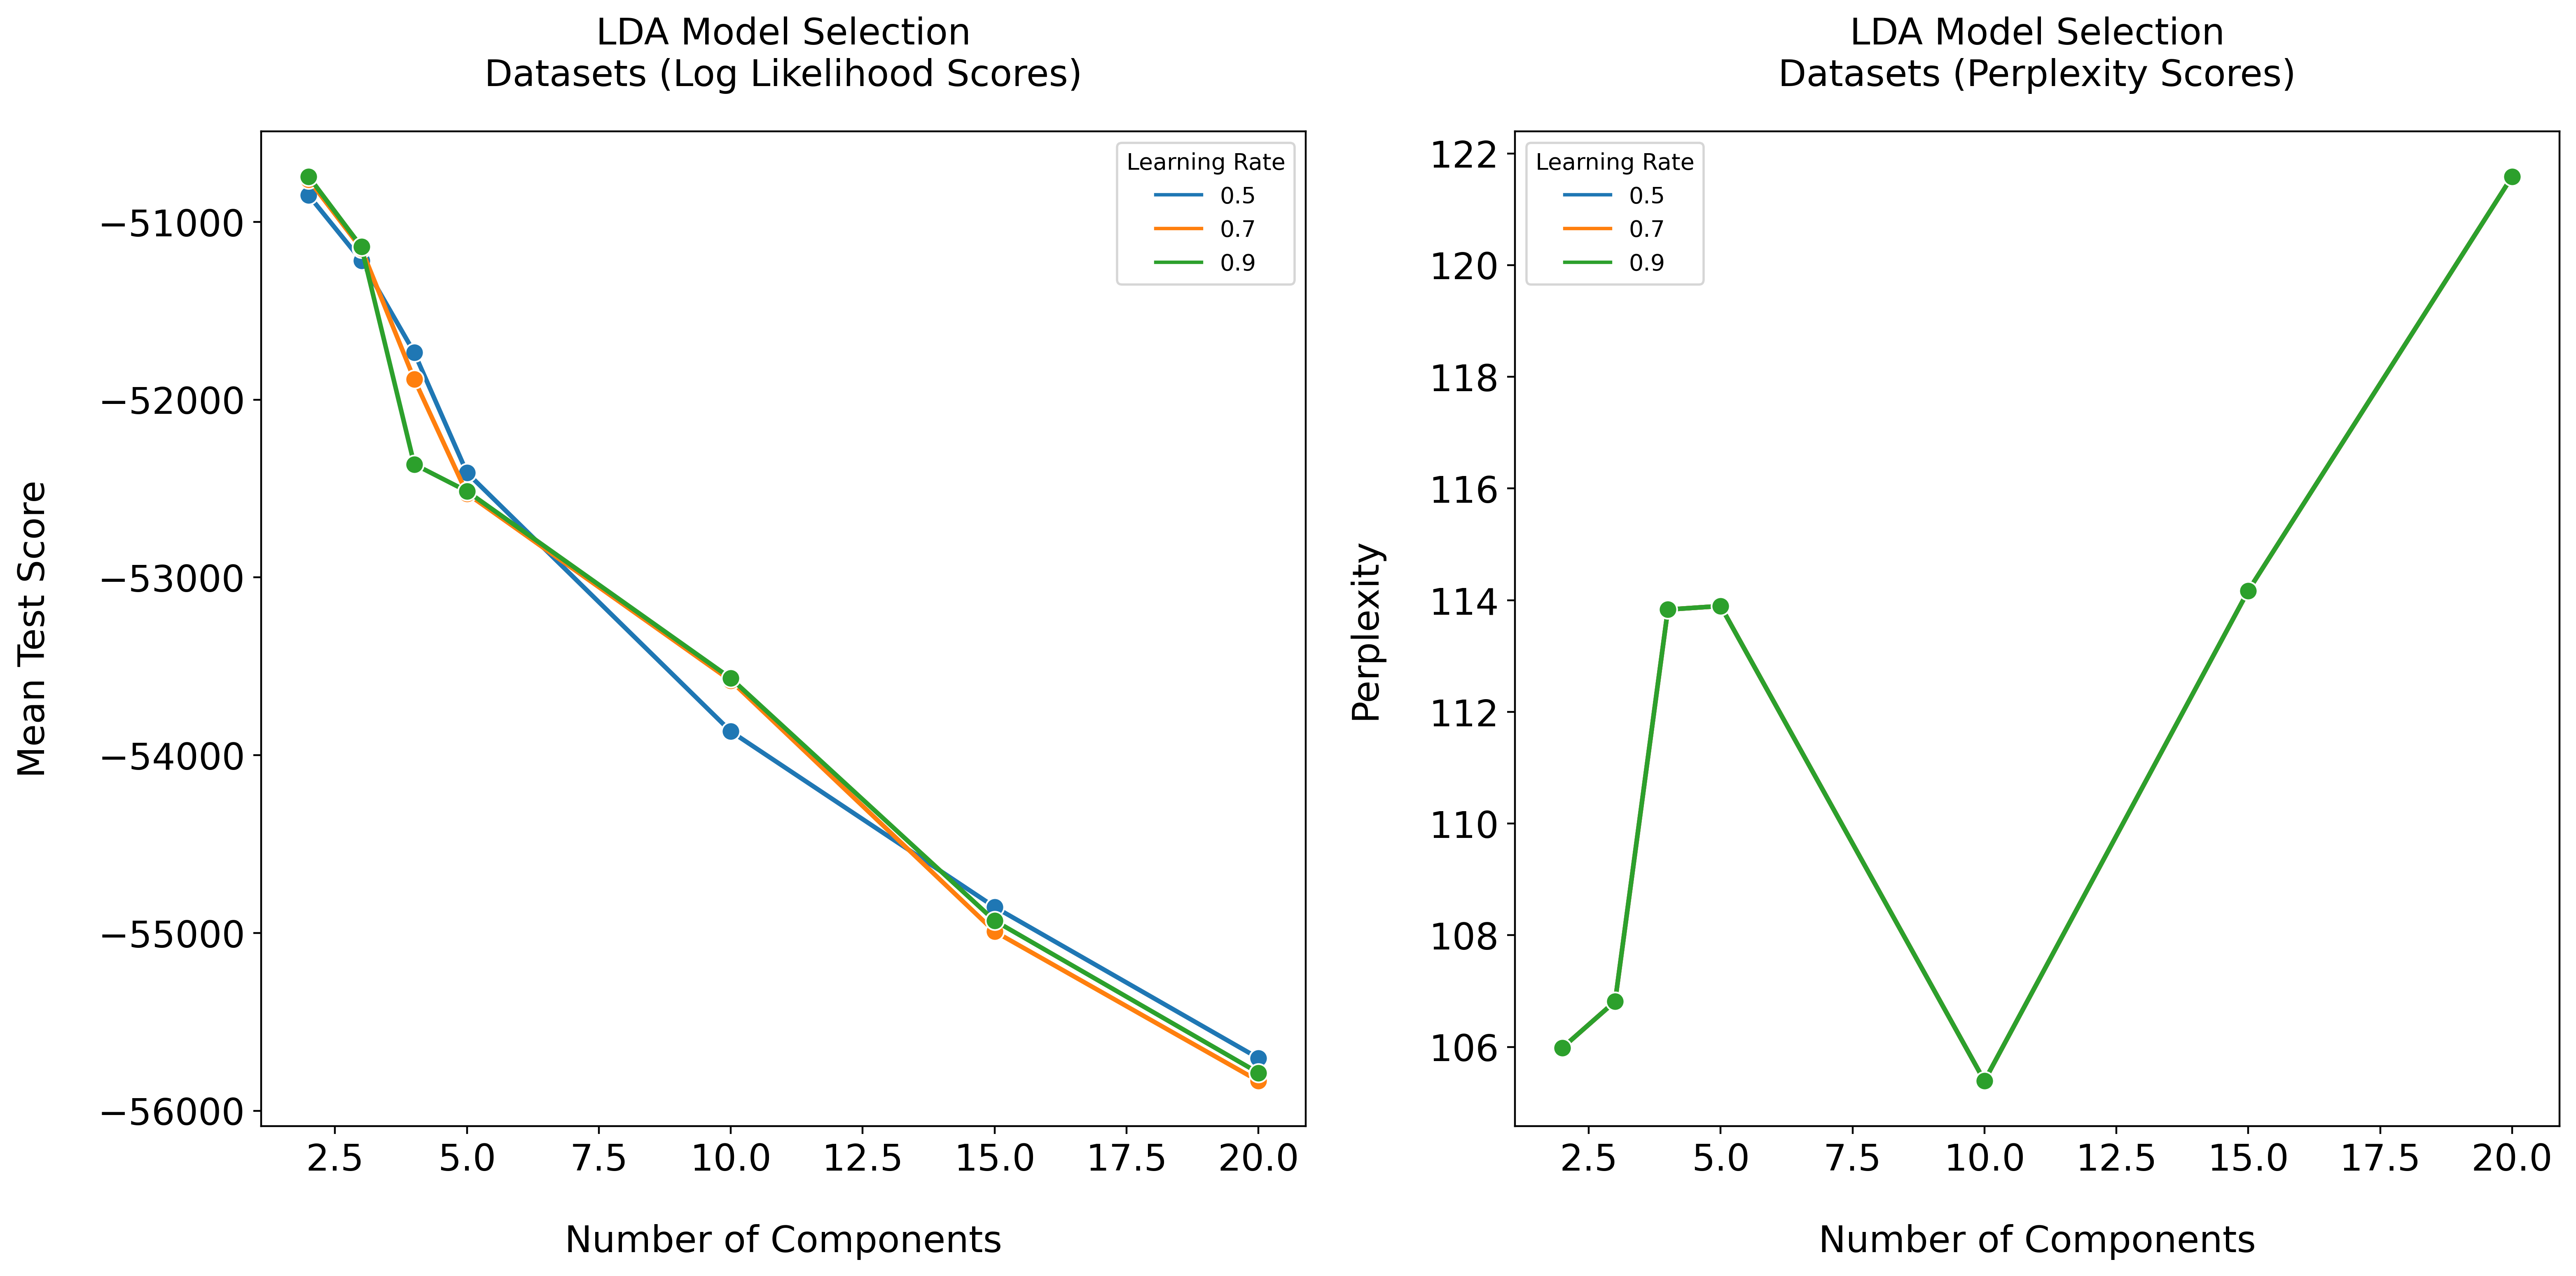 LDA Model Selection
Datasets (Log Likelihood Scores)
Mean Test Score
−51000
−52000
−53000
−54000
−55000
−56000
Learning Rate
0.5
0.7
0.9
2.5 5.0 7.5 10.0 12.5 15.0 17.5 20.0
Number of Components
LDA Model Selection
Datasets (Perplexity Scores)
Perplexity
122
120
118
116
114
112
110
108
106
Learning Rate
0.5
0.7
0.9
2.5 5.0 7.5 10.0 12.5 15.0 17.5 20.0
Number of Components